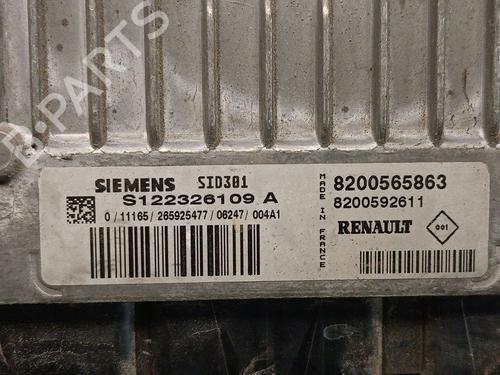 B-PARTS
SIEMENS SID301
S122326109 A
0 / 11165 / 265925477 / 06247 / 004A1
MADE IN FRANCE
8200565863
8200592611
RENAULT
001